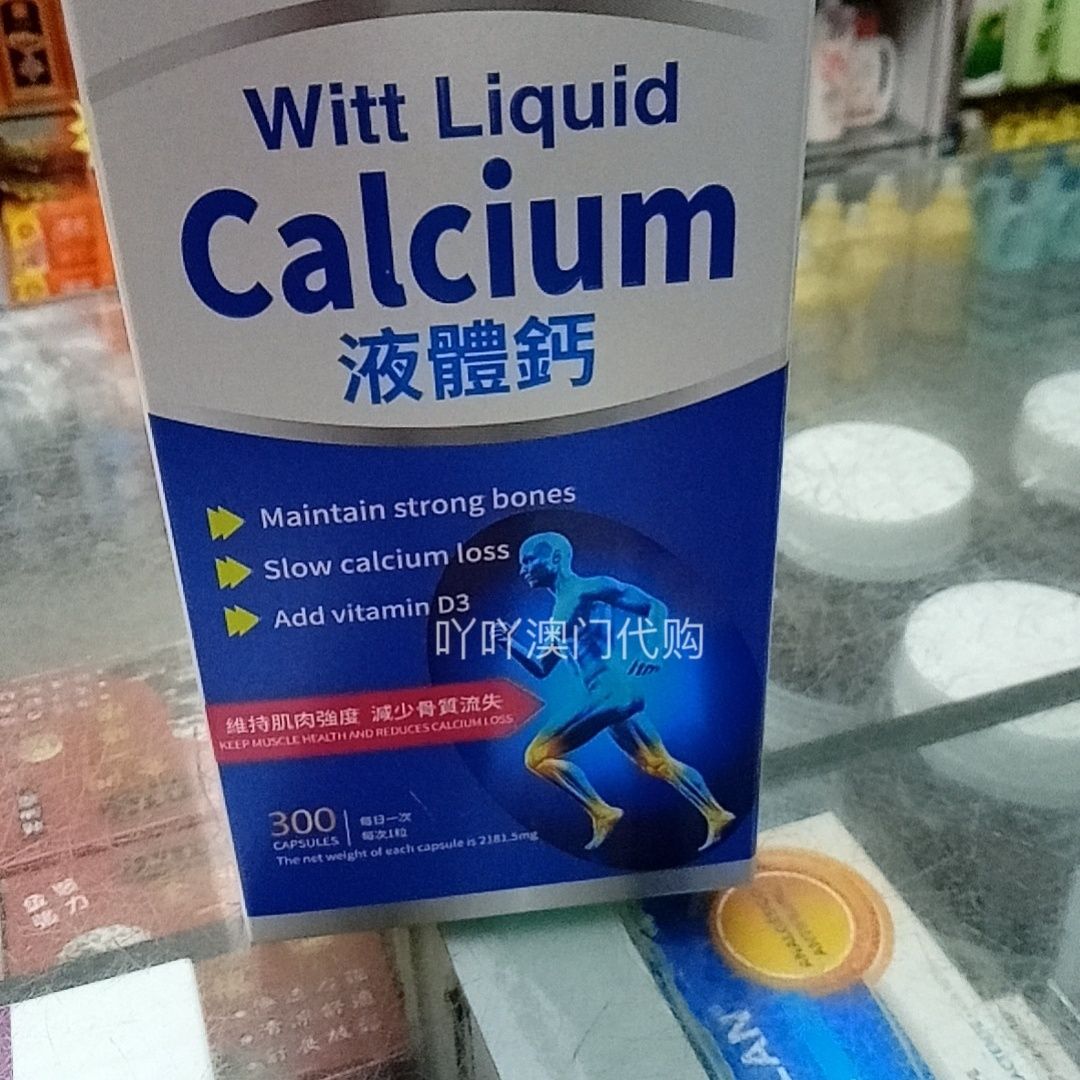 Witt Liquid
Calcium
液體鈣
Maintain strong bones
Slow calcium loss
Add vitamin D3
吖吖澳门代购
維持肌肉強度 減少骨質流失
KEEP MUSCLE HEALTH AND REDUCES CALCIUM LOSS
300
CAPSULES
每日一次
每次1粒
The net weight of each capsule is 2181.5mg
LAN